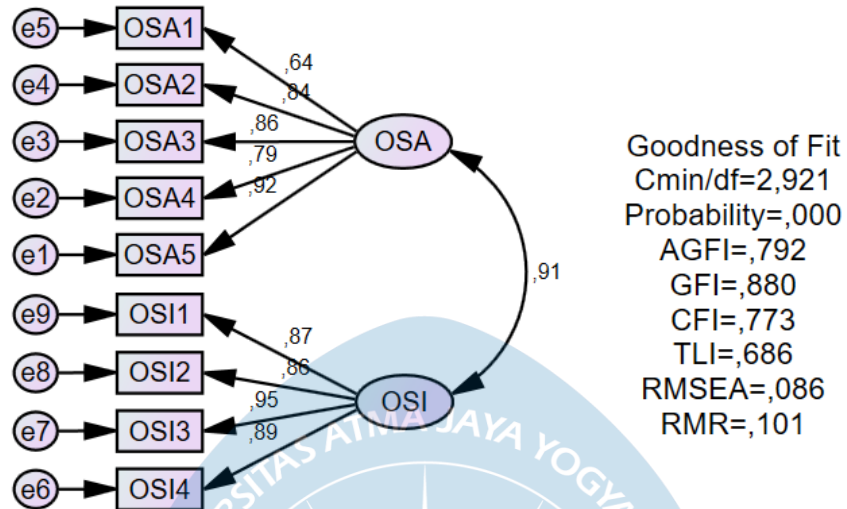 e5 OSA1
,64
e4 OSA2
,84
e3 OSA3
,86
OSA
e2 OSA4
,79
e1 OSA5
,92
,91
e9 OSI1
,87
e8 OSI2
,86
e7 OSI3
,95
OSI
e6 OSI4
,89
Goodness of Fit
Cmin/df=2,921
Probability=,000
AGFI=,792
GFI=,880
CFI=,773
TLI=,686
RMSEA=,086
RMR=,101
ATMA JAYA